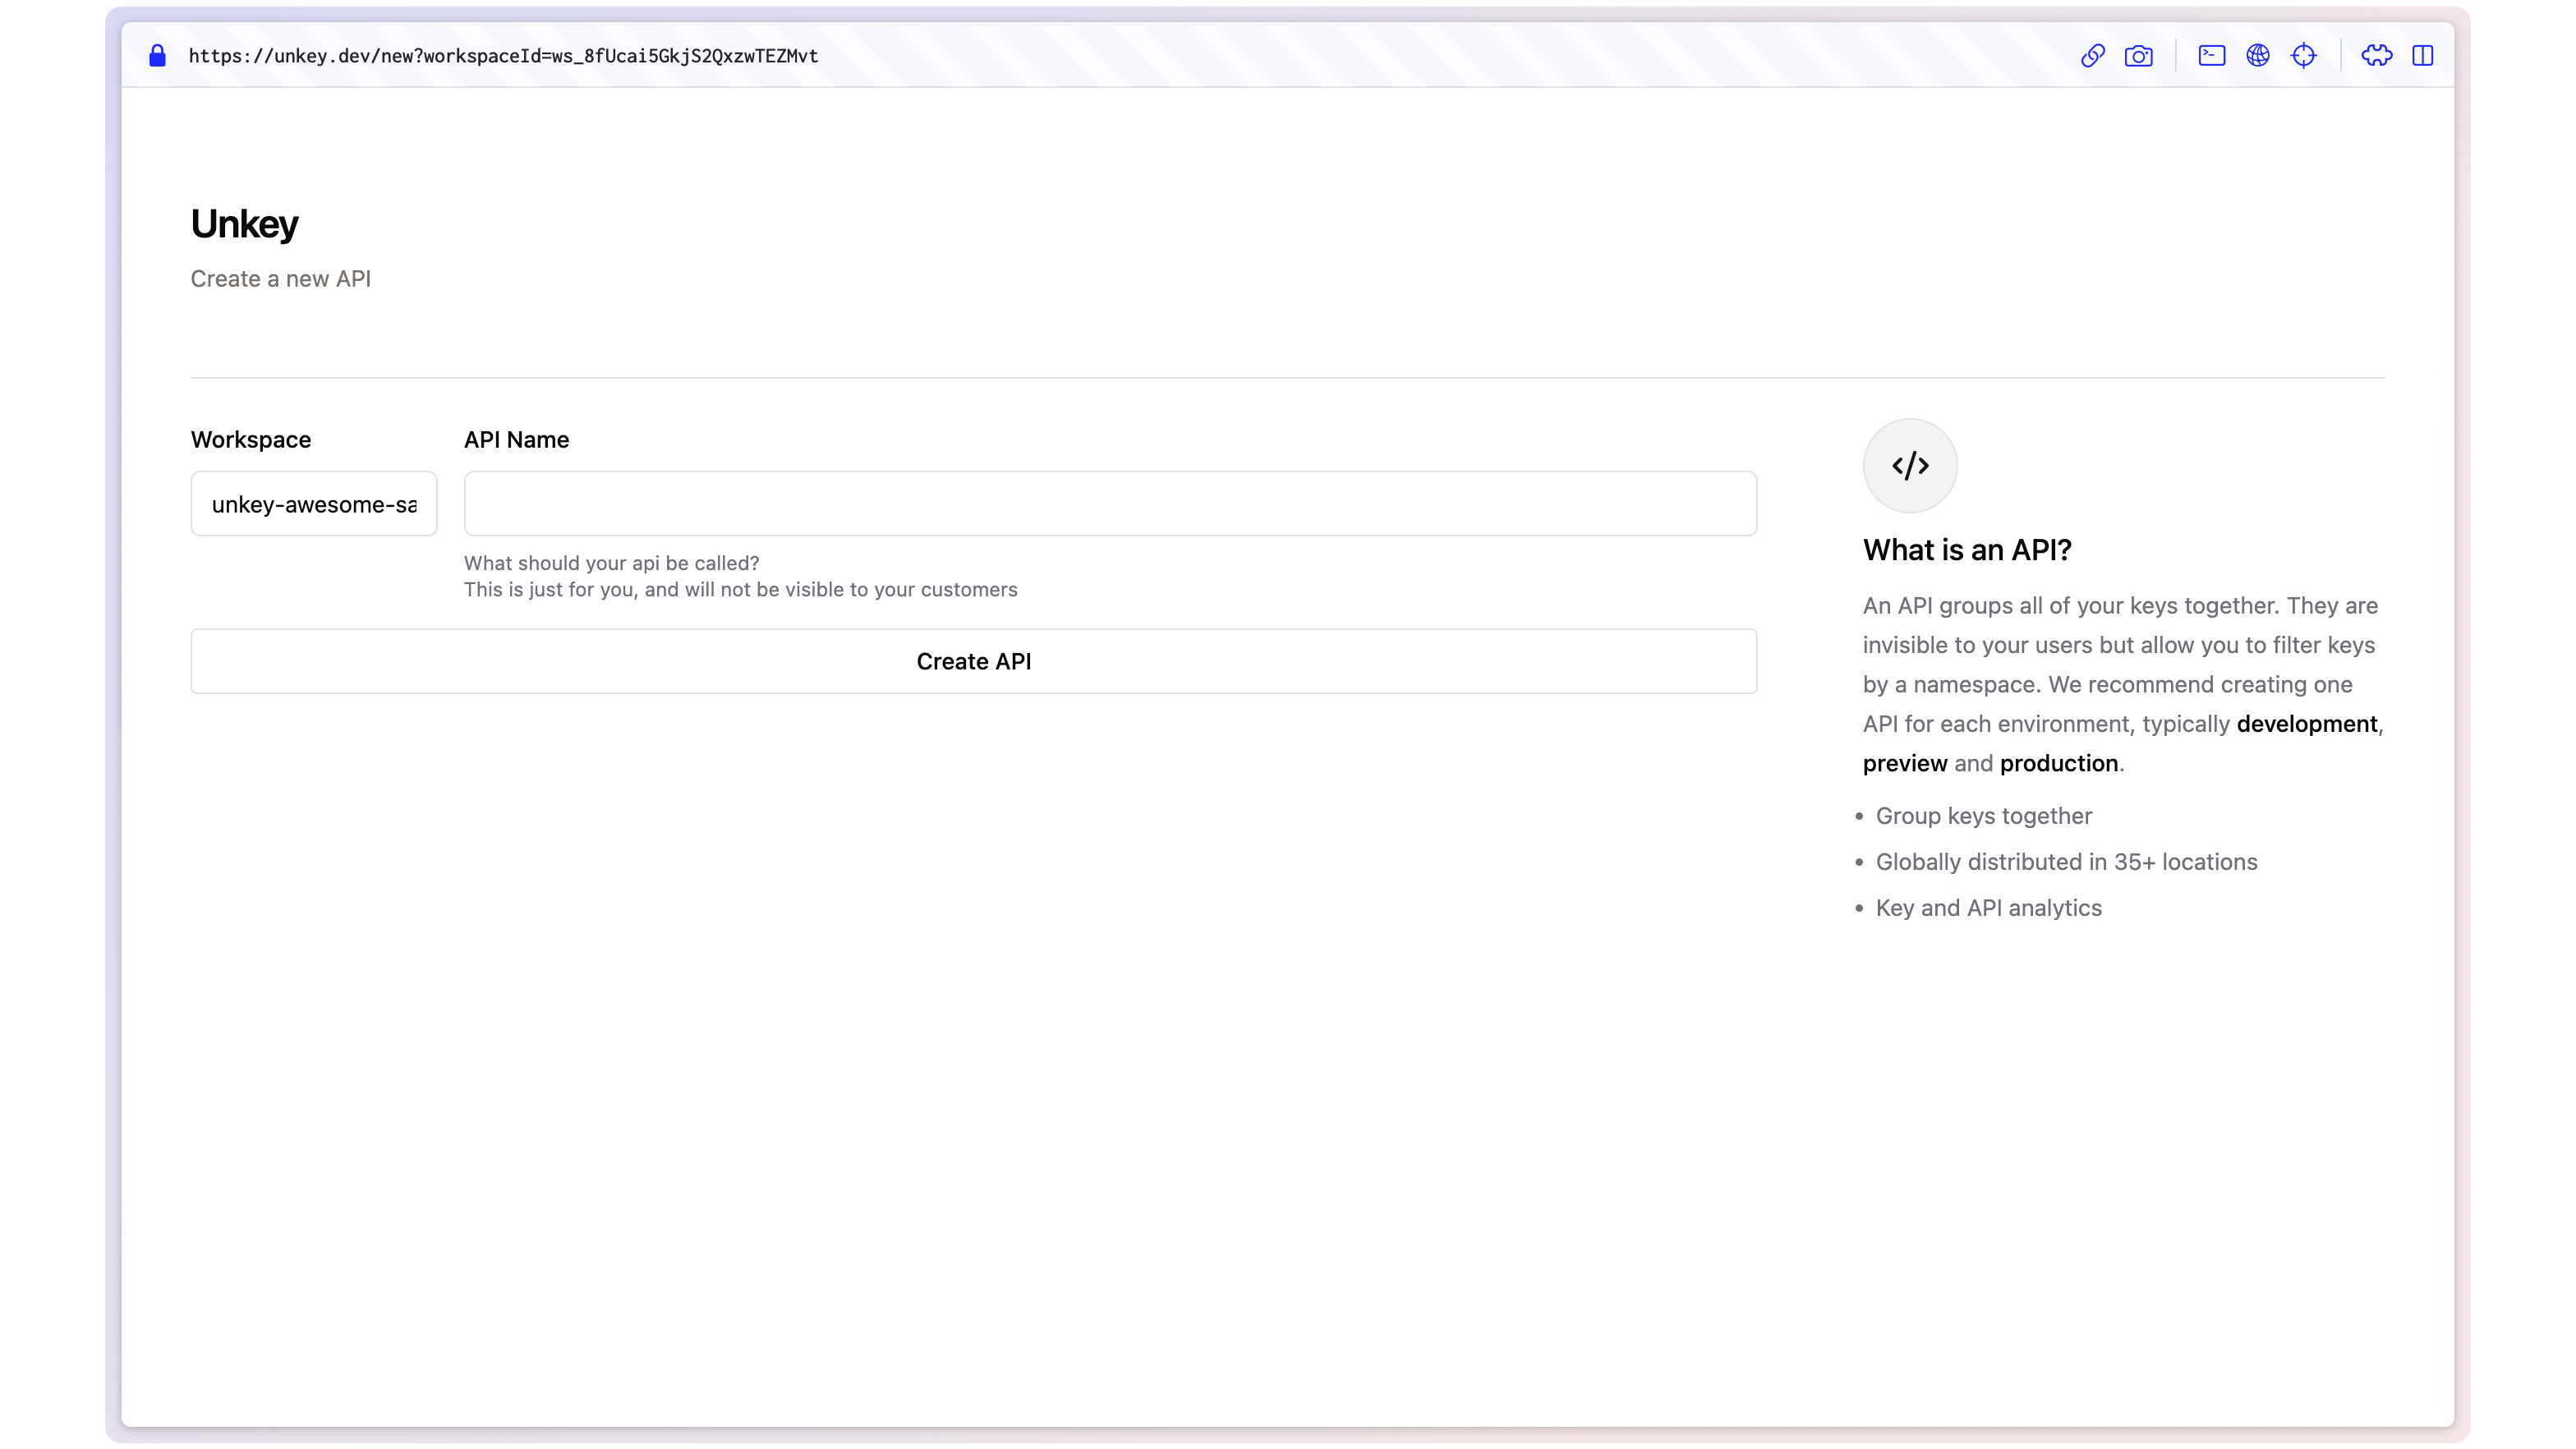 https://unkey.dev/new?workspaceId=ws_8fUcai5GkjS2QxzwTEZMvt
Unkey
Create a new API
Workspace
API Name
unkey-awesome-sa
What should your api be called?
This is just for you, and will not be visible to your customers
Create API
</>
What is an API?
An API groups all of your keys together. They are
invisible to your users but allow you to filter keys
by a namespace. We recommend creating one
API for each environment, typically development,
preview and production.
• Group keys together
• Globally distributed in 35+ locations
• Key and API analytics